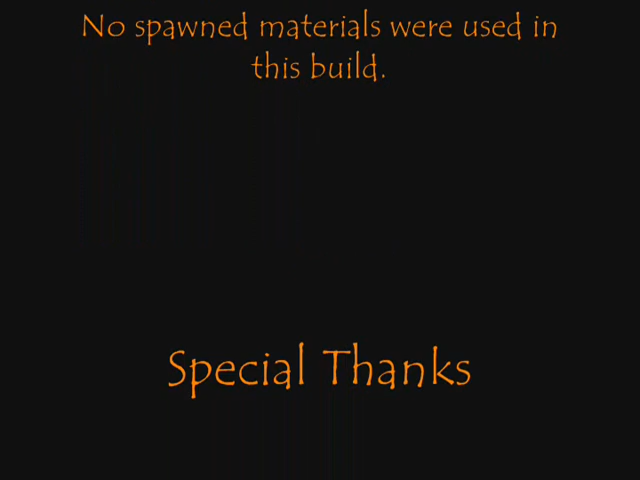 No spawned materials were used in
this build.
Special Thanks